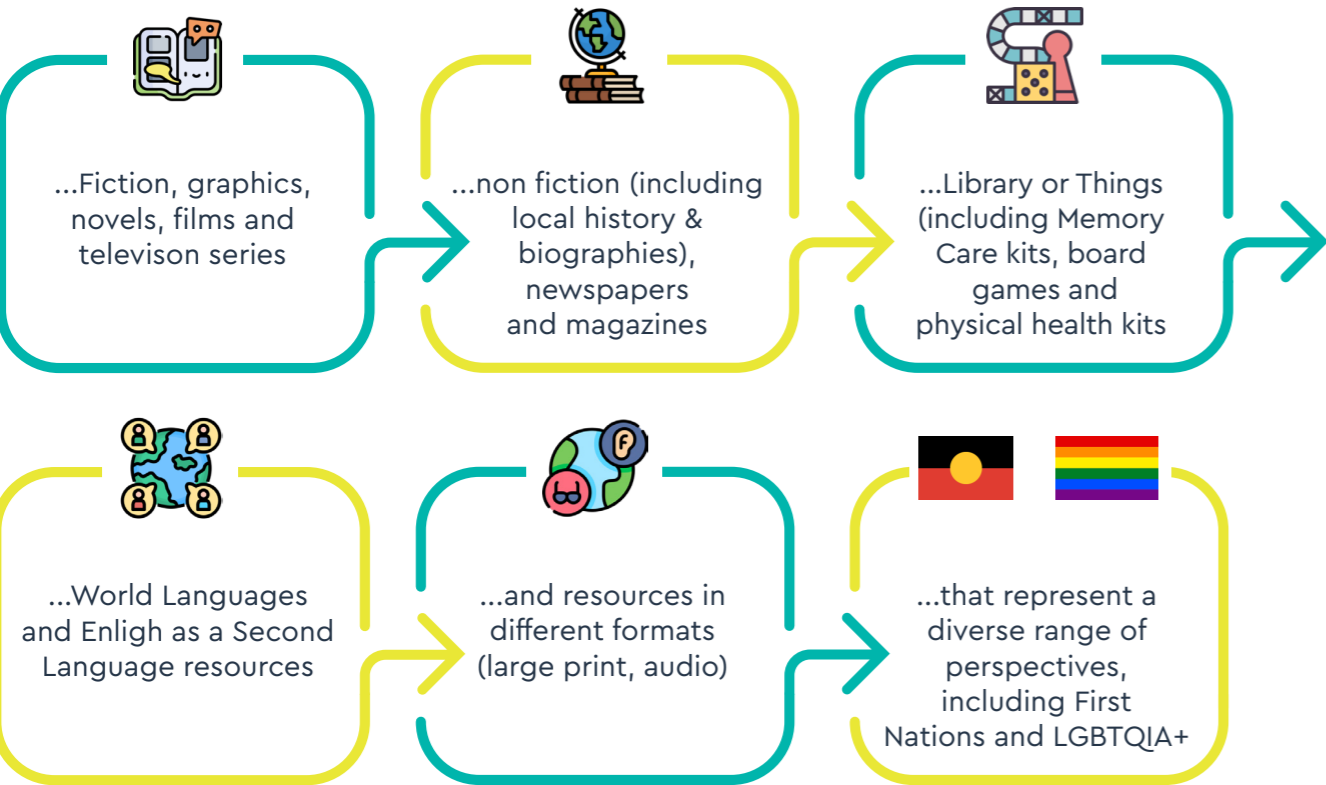 ...Fiction, graphics,
novels, films and
televison series
...non fiction (including
local history &
biographies),
newspapers
and magazines
...Library or Things
(including Memory
Care kits, board
games and
physical health kits
...World Languages
and Enligh as a Second
Language resources
...and resources in
different formats
(large print, audio)
...that represent a
diverse range of
perspectives,
including First
Nations and LGBTQIA+